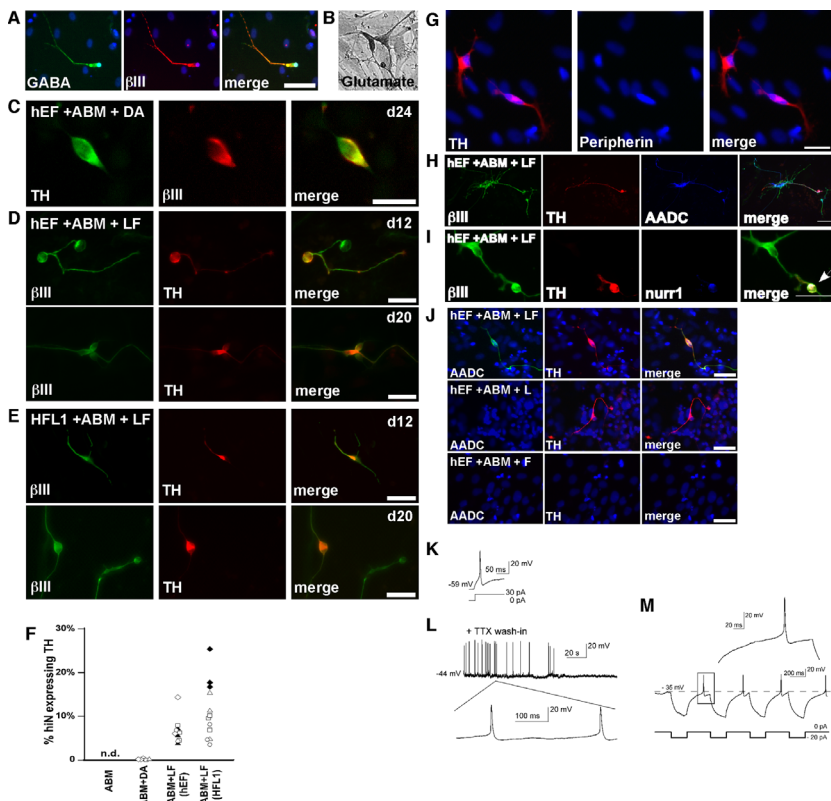 A
GABA
βIII
merge
B
Glutamate
C
hEF +ABM + DA
d24
TH
βIII
merge
D
hEF +ABM + LF
d12
βIII
TH
merge
d20
βIII
TH
merge
E
HFL1 +ABM + LF
d12
βIII
TH
merge
d20
βIII
TH
merge
F
% hiN expressing TH
30%
20%
10%
0
n.d.
ABM
ABM+DA
ABM+LF
(hEF)
ABM+LF
(HFL1)
G
TH
Peripherin
merge
H
hEF +ABM + LF
βIII
TH
AADC
merge
I
hEF +ABM + LF
βIII
TH
nurr1
merge
J
hEF +ABM + LF
AADC
TH
merge
hEF +ABM + L
AADC
TH
merge
hEF +ABM + F
AADC
TH
merge
K
50 ms
20 mV
-59 mV
30 pA
0 pA
L
+ TTX wash-in
20 s
20 mV
-44 mV
100 ms
20 mV
M
20 ms
20 mV
200 ms
20 mV
- 35 mV
0 pA
- 20 pA